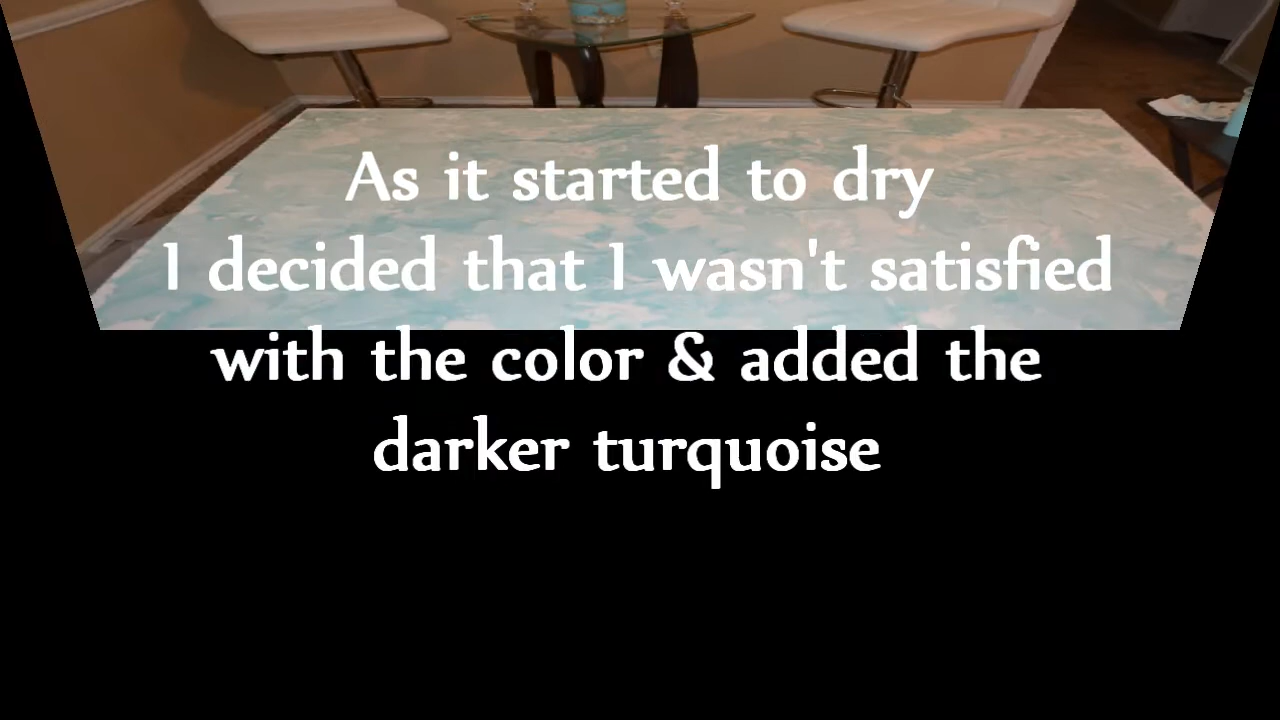 As it started to dry
I decided that I wasn't satisfied
with the color & added the
darker turquoise